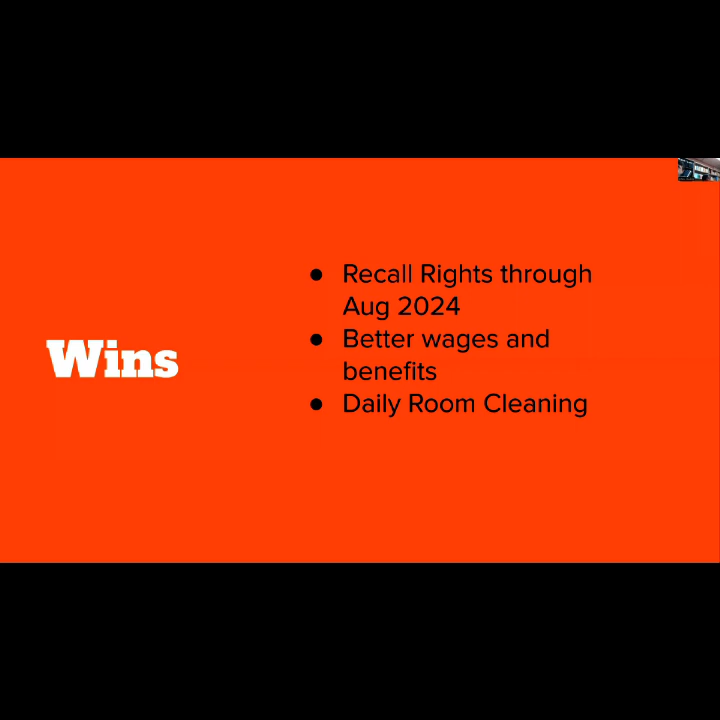 Wins
● Recall Rights through
Aug 2024
● Better wages and
benefits
● Daily Room Cleaning